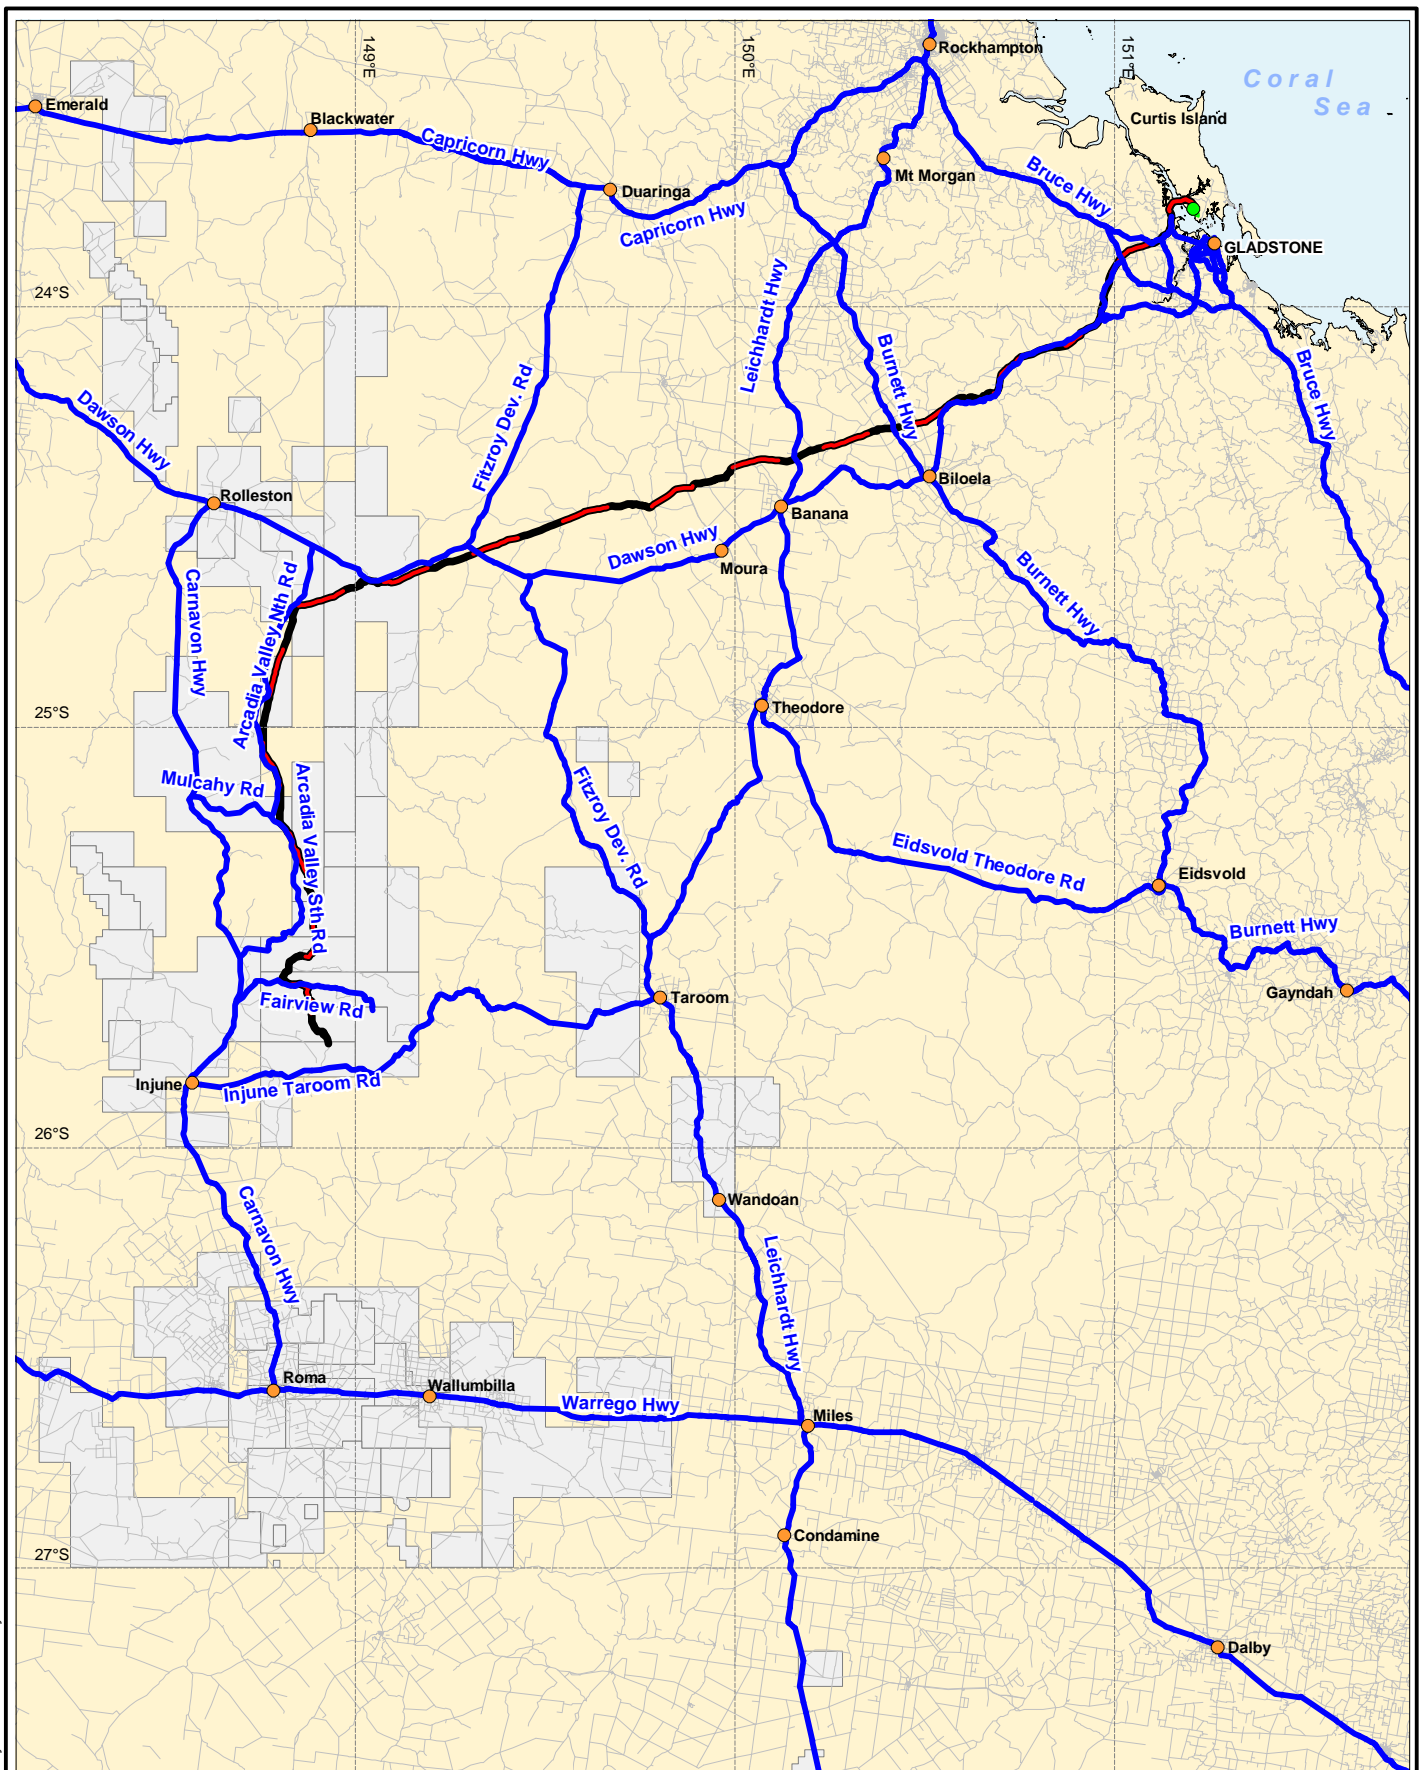 149°E
150°E
151°E
Rockhampton
Coral
Sea
Emerald
Blackwater
Curtis Island
Capricorn Hwy
Mt Morgan
Bruce Hwy
Duaringa
Capricorn Hwy
GLADSTONE
24°S
Leichhardt Hwy
Burnett Hwy
Bruce Hwy
Dawson Hwy
Fitzroy Dev. Rd
Rolleston
Biloela
Banana
Dawson Hwy
Moura
Carnavon Hwy
Arcadia Valley Nth Rd
Burnett Hwy
25°S
Theodore
Mulcahy Rd
Arcadia Valley Sth Rd
Fitzroy Dev. Rd
Eidsvold Theodore Rd
Eidsvold
Burnett Hwy
Fairview Rd
Taroom
Gayndah
Injune
Injune Taroom Rd
26°S
Wandoan
Carnavon Hwy
Leichhardt Hwy
Roma
Wallumbilla
Warrego Hwy
Miles
Condamine
27°S
Dalby